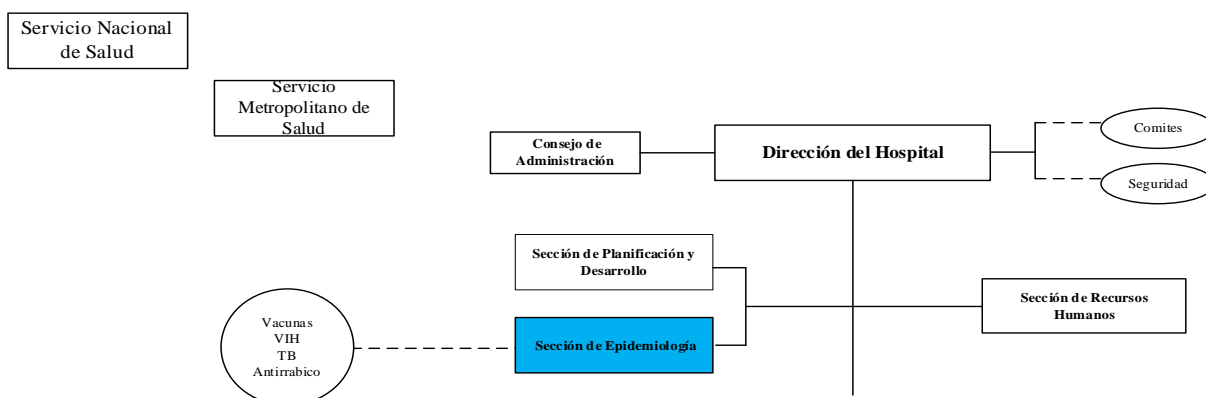 Servicio Nacional
de Salud
Servicio
Metropolitano de
Salud
Consejo de
Administración
Dirección del Hospital
Comites
Seguridad
Sección de Planificación y
Desarrollo
Sección de Recursos
Humanos
Vacunas
VIH
TB
Antirrabico
Sección de Epidemiología